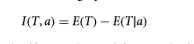 I(T, a) = E(T) − E(T|a)